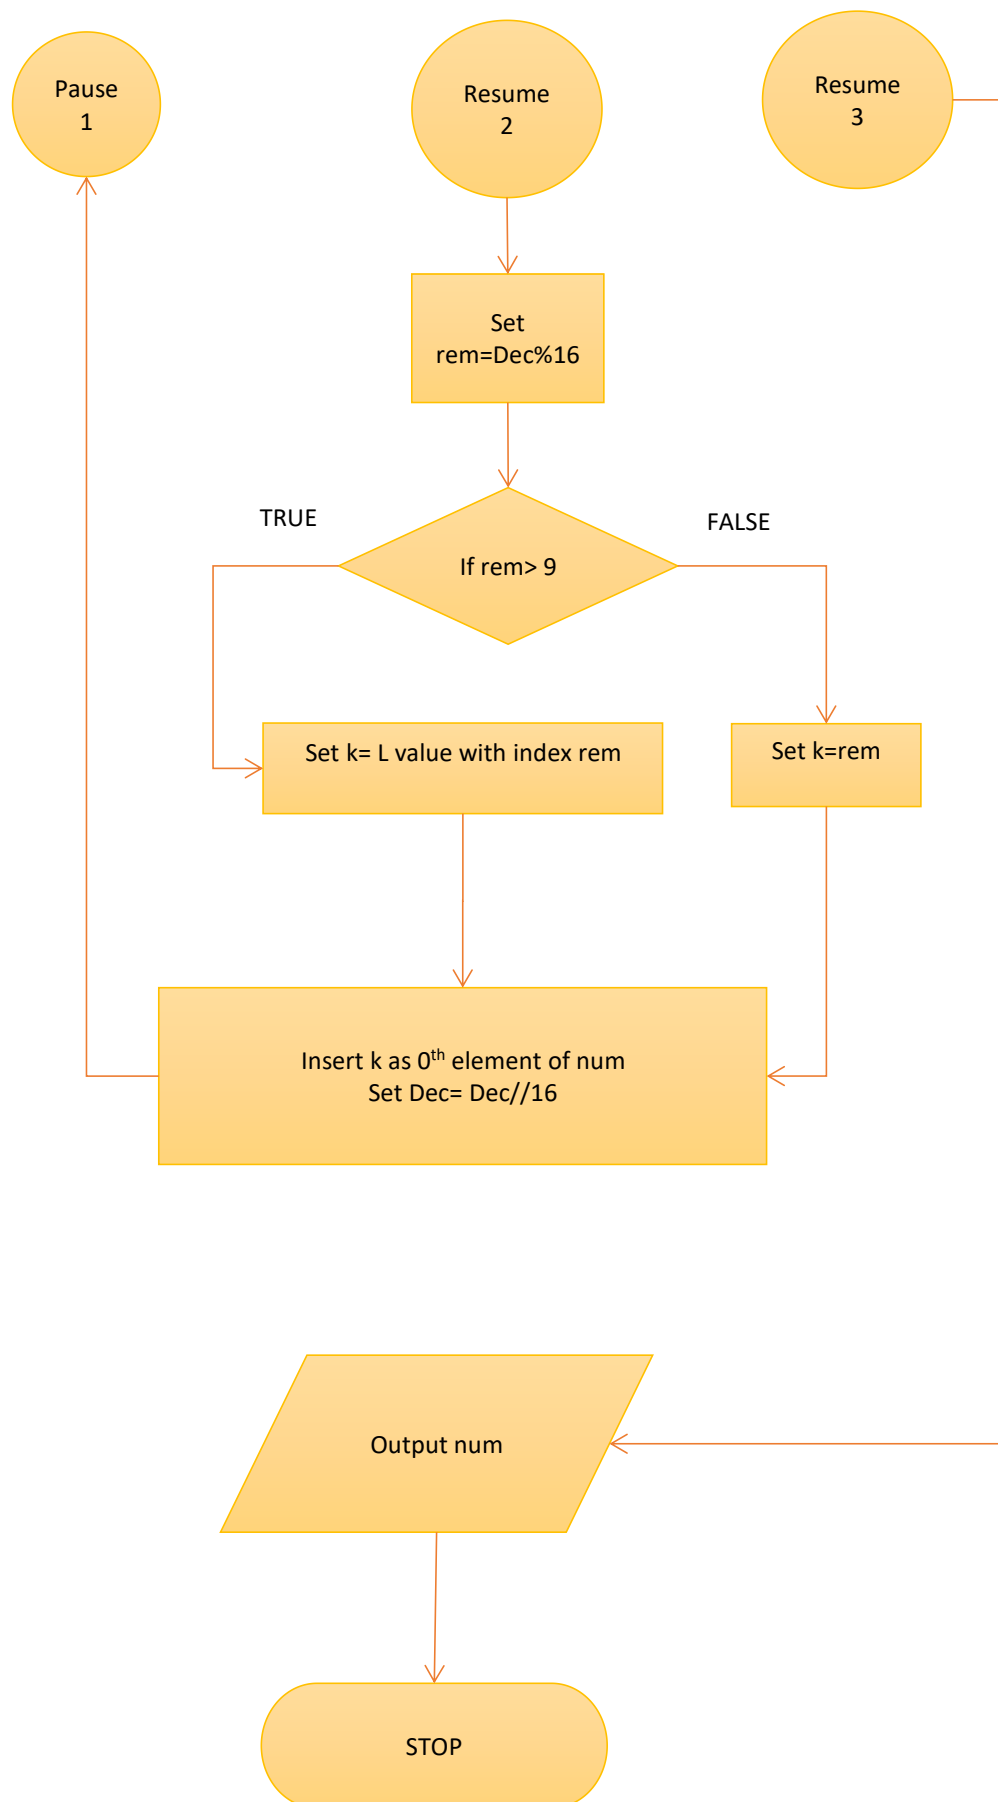 Pause
1
Resume
2
Resume
3
Set
rem=Dec%16
TRUE
FALSE
If rem> 9
Set k= L value with index rem
Set k=rem
Insert k as 0th element of num
Set Dec= Dec//16
Output num
STOP